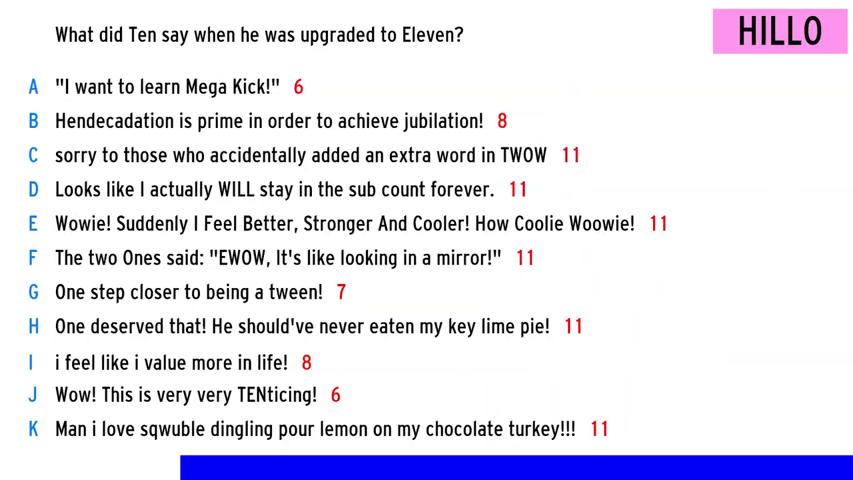 What did Ten say when he was upgraded to Eleven?
HILLO
A "I want to learn Mega Kick!" 6
B Hendecadation is prime in order to achieve jubilation! 8
C sorry to those who accidentally added an extra word in TWOW 11
D Looks like I actually WILL stay in the sub count forever. 11
E Wowie! Suddenly I Feel Better, Stronger And Cooler! How Coolie Woowie! 11
F The two Ones said: "EWOW, It's like looking in a mirror!" 11
G One step closer to being a tween! 7
H One deserved that! He should've never eaten my key lime pie! 11
I i feel like i value more in life! 8
J Wow! This is very very TENticing! 6
K Man i love sqwuble dingling pour lemon on my chocolate turkey!!! 11